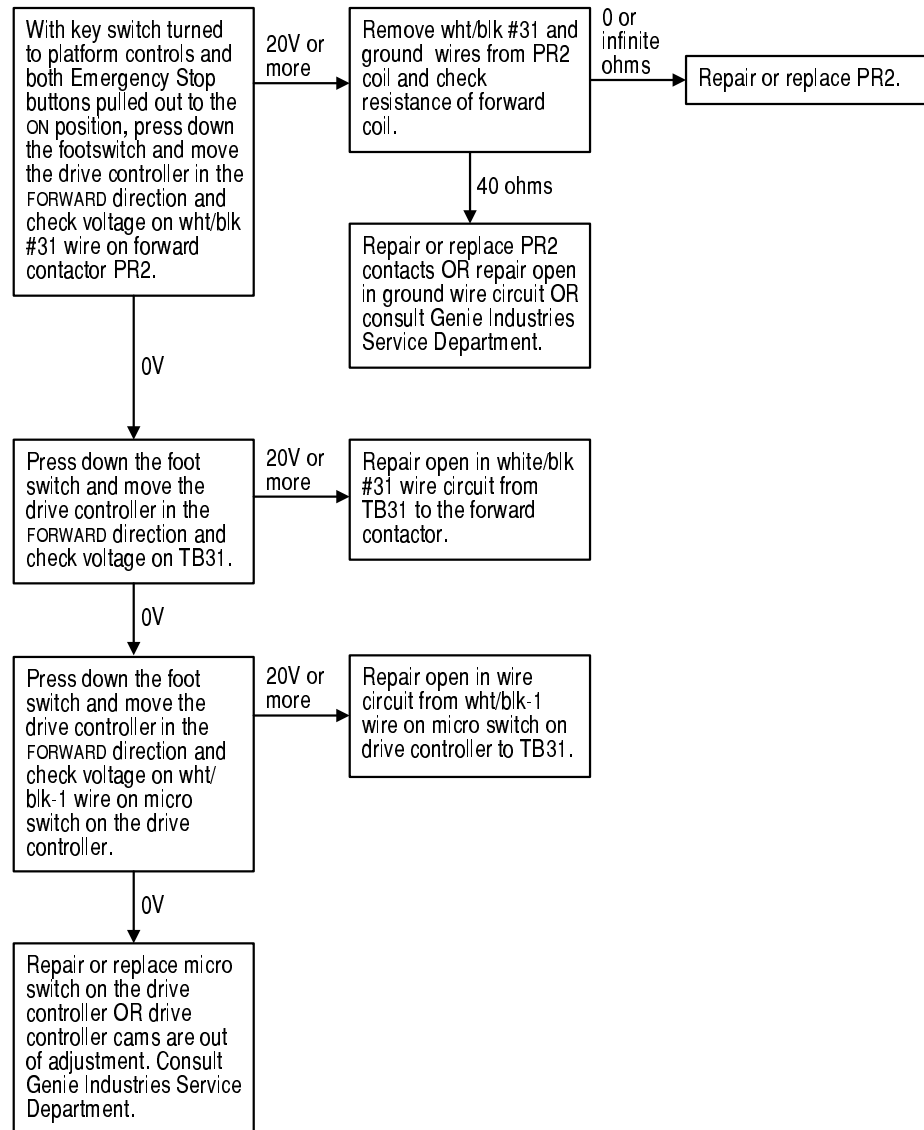 With key switch turned
to platform controls and
both Emergency Stop
buttons pulled out to the
ON position, press down
the footswitch and move
the drive controller in the
FORWARD direction and
check voltage on wht/blk
#31 wire on forward
contactor PR2.
20V or
more
Remove wht/blk #31 and
ground wires from PR2
coil and check
resistance of forward
coil.
0 or
infinite
ohms
Repair or replace PR2.
40 ohms
Repair or replace PR2
contacts OR repair open
in ground wire circuit OR
consult Genie Industries
Service Department.
0V
Press down the foot
switch and move the
drive controller in the
FORWARD direction and
check voltage on TB31.
20V or
more
Repair open in white/blk
#31 wire circuit from
TB31 to the forward
contactor.
0V
Press down the foot
switch and move the
drive controller in the
FORWARD direction and
check voltage on wht/
blk-1 wire on micro
switch on the drive
controller.
20V or
more
Repair open in wire
circuit from wht/blk-1
wire on micro switch on
drive controller to TB31.
0V
Repair or replace micro
switch on the drive
controller OR drive
controller cams are out
of adjustment. Consult
Genie Industries Service
Department.